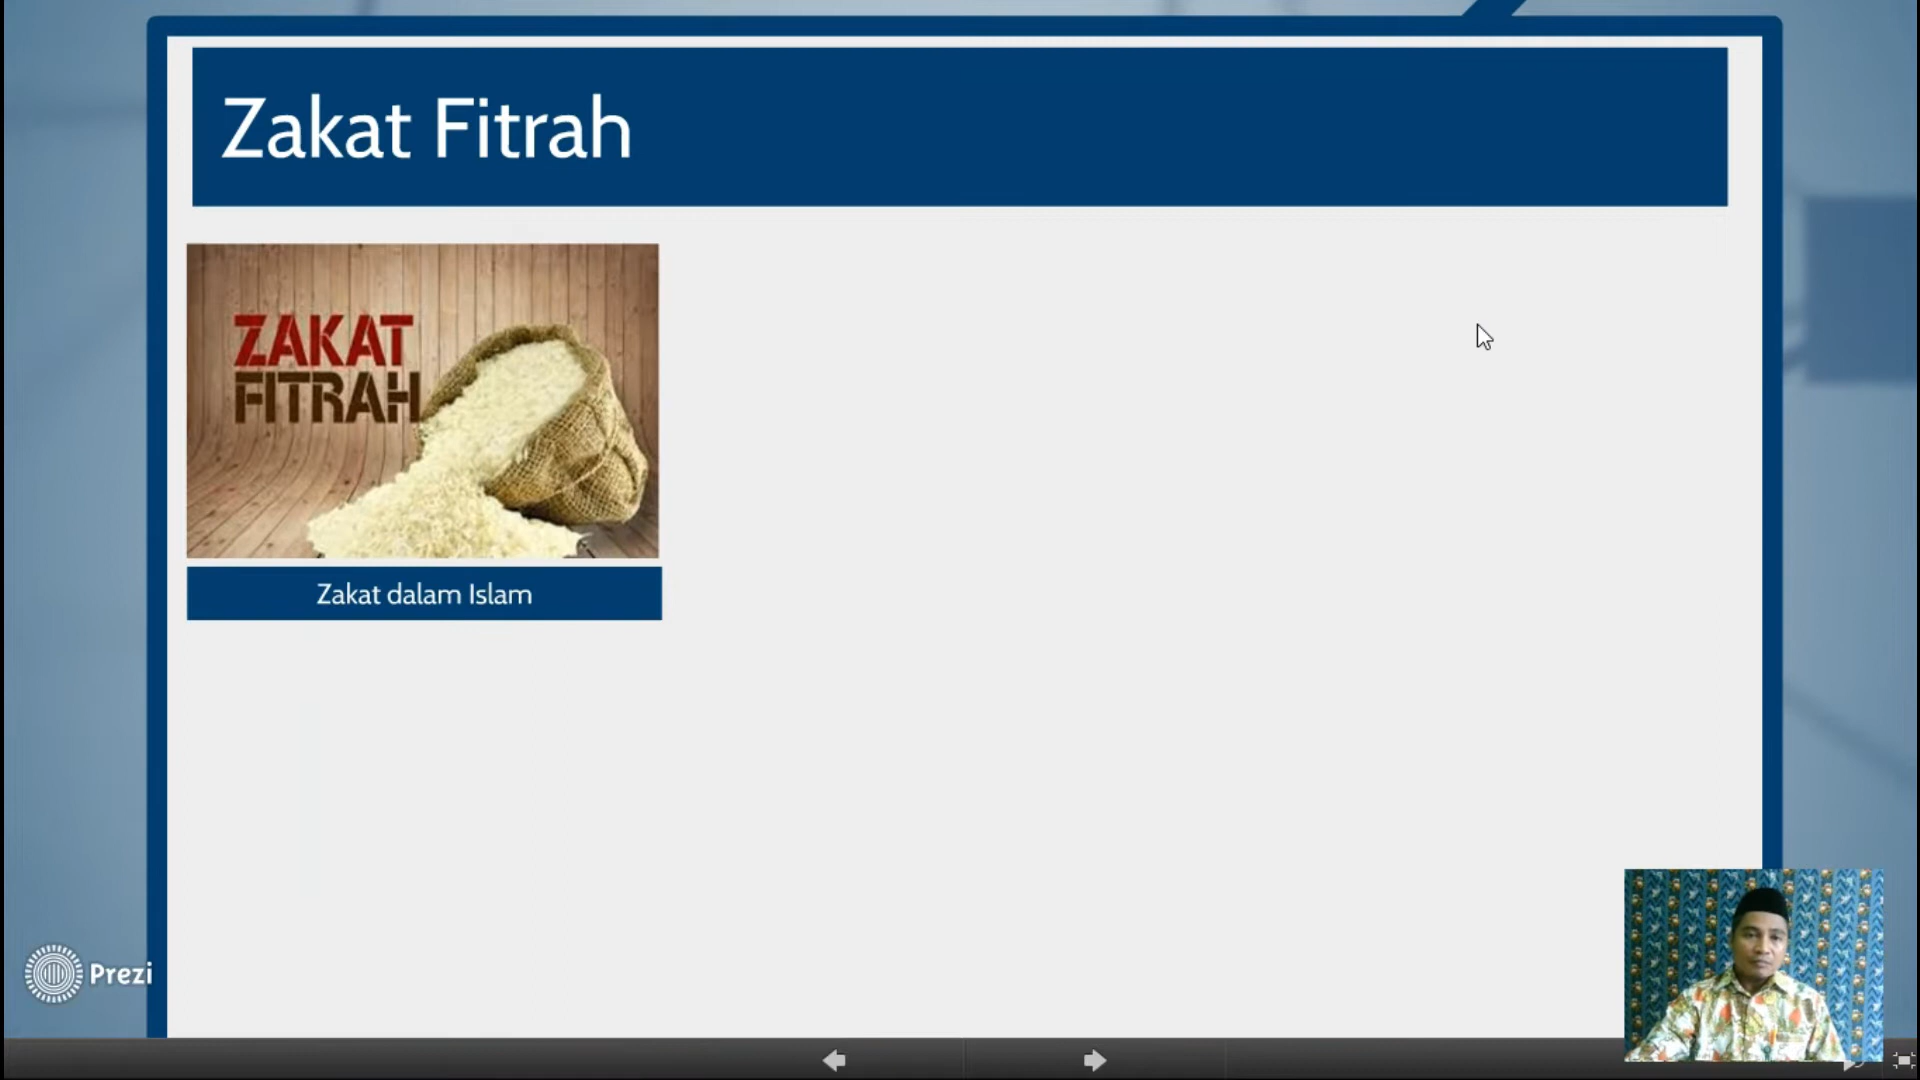 Zakat Fitrah
ZAKAT
FITRAH
Zakat dalam Islam
Prezi